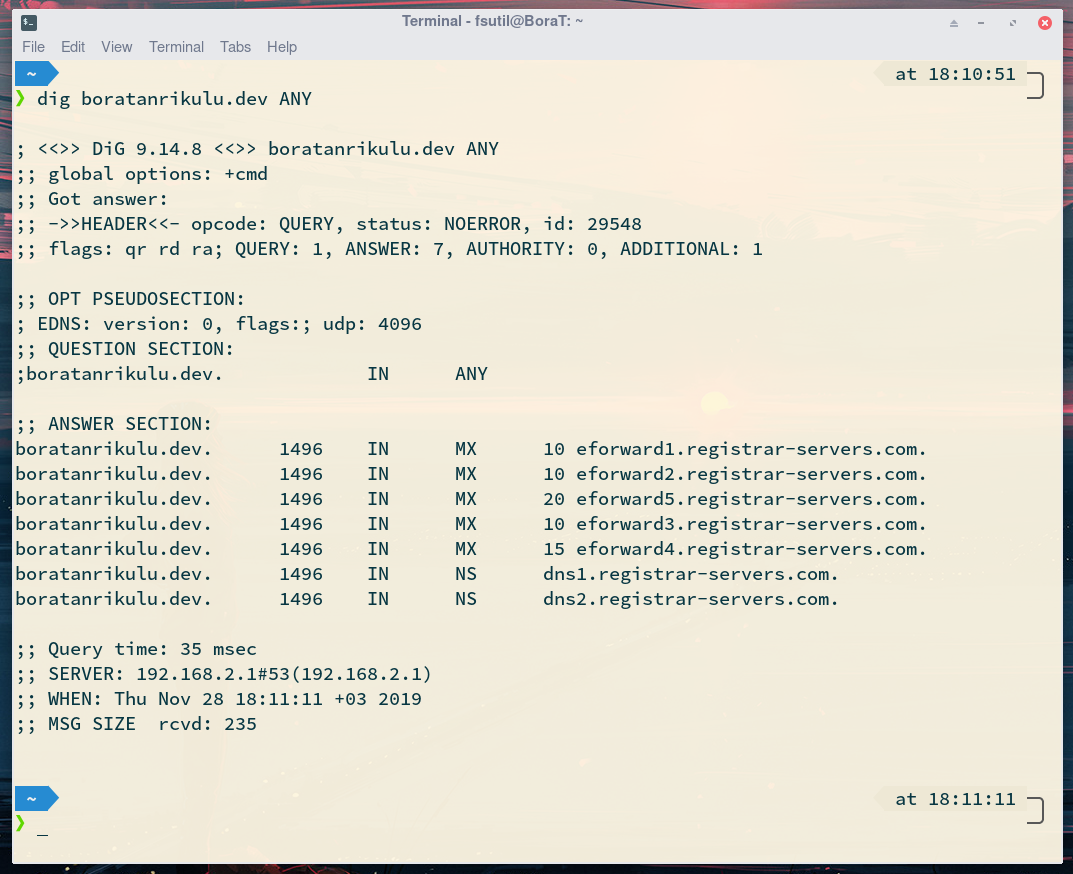 Terminal - fsutil@BoraT: ~
File Edit View Terminal Tabs Help
~ at 18:10:51
❯ dig boratanrikulu.dev ANY
; <<>> DiG 9.14.8 <<>> boratanrikulu.dev ANY
;; global options: +cmd
;; Got answer:
;; ->>HEADER<<- opcode: QUERY, status: NOERROR, id: 29548
;; flags: qr rd ra; QUERY: 1, ANSWER: 7, AUTHORITY: 0, ADDITIONAL: 1
;; OPT PSEUDOSECTION:
; EDNS: version: 0, flags:; udp: 4096
;; QUESTION SECTION:
;boratanrikulu.dev. IN ANY
;; ANSWER SECTION:
boratanrikulu.dev. 1496 IN MX 10 eforward1.registrar-servers.com.
boratanrikulu.dev. 1496 IN MX 10 eforward2.registrar-servers.com.
boratanrikulu.dev. 1496 IN MX 20 eforward5.registrar-servers.com.
boratanrikulu.dev. 1496 IN MX 10 eforward3.registrar-servers.com.
boratanrikulu.dev. 1496 IN MX 15 eforward4.registrar-servers.com.
boratanrikulu.dev. 1496 IN NS dns1.registrar-servers.com.
boratanrikulu.dev. 1496 IN NS dns2.registrar-servers.com.
;; Query time: 35 msec
;; SERVER: 192.168.2.1#53(192.168.2.1)
;; WHEN: Thu Nov 28 18:11:11 +03 2019
;; MSG SIZE  rcvd: 235
~ at 18:11:11
❯ _